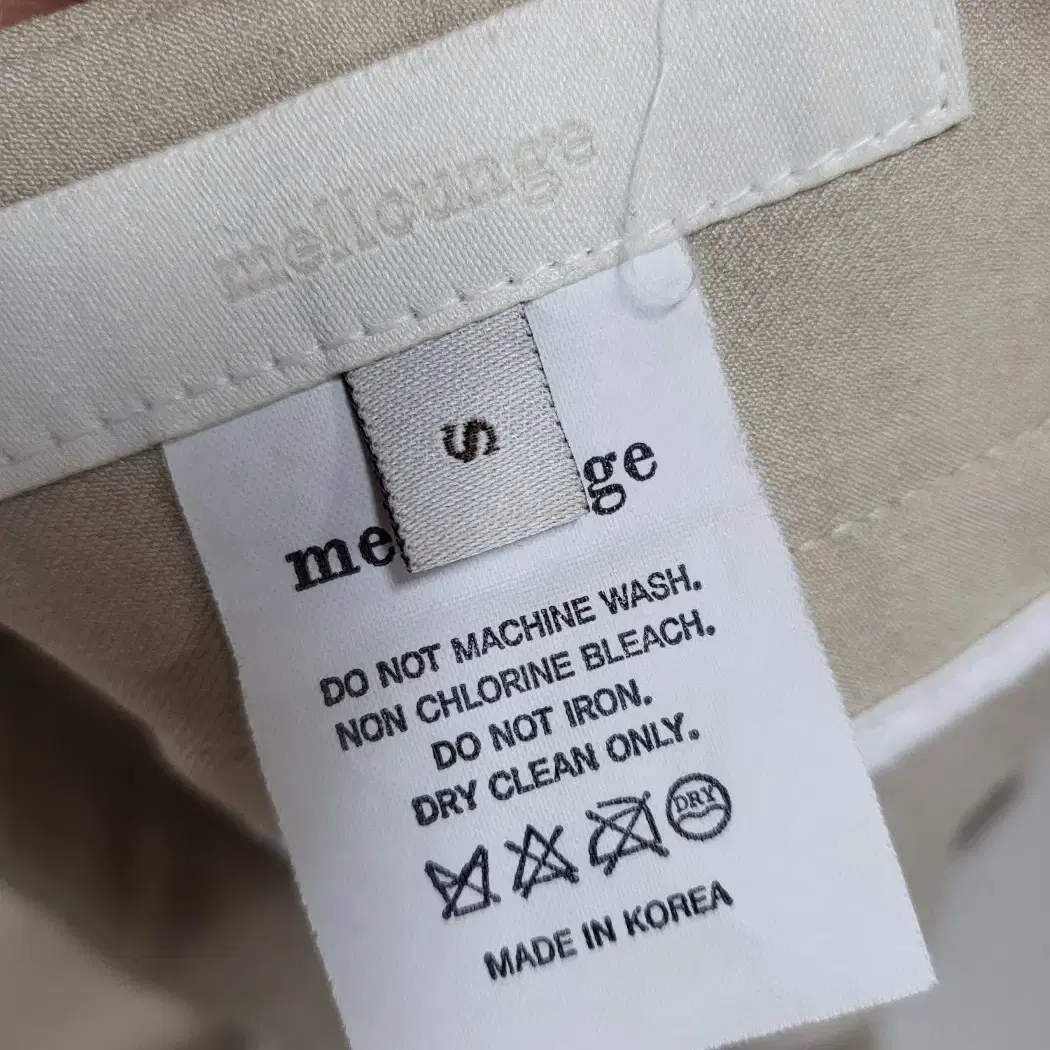 mellounge
S
me ge
DO NOT MACHINE WASH.
NON CHLORINE BLEACH.
DO NOT IRON.
DRY CLEAN ONLY.
DRY
MADE IN KOREA